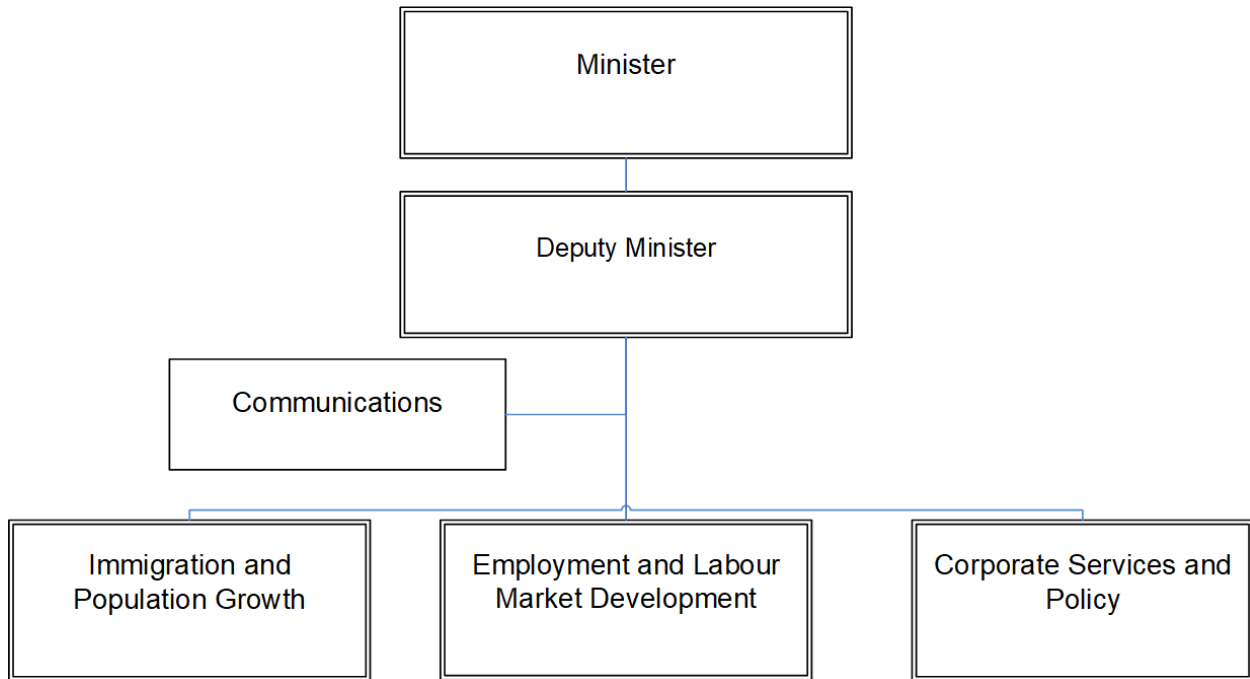 Minister
Deputy Minister
Communications
Immigration and
Population Growth
Employment and Labour
Market Development
Corporate Services and
Policy